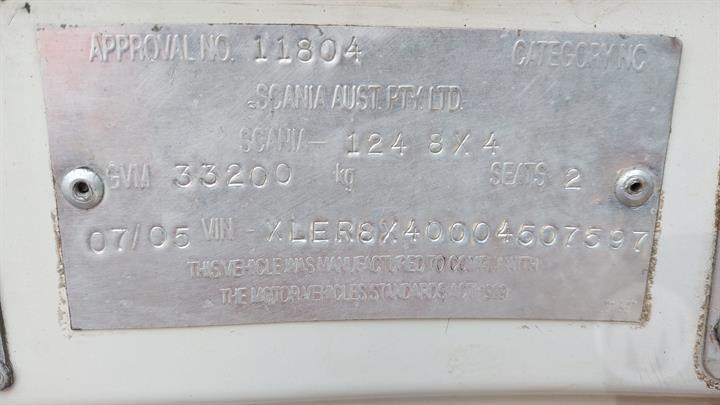 APPROVAL NO. 11804 CATEGORY NC
SCANIA AUST. PTY. LTD.
SCANIA - 124 8X4
GVM 33200 kg SEATS 2
07/05 VIN - XLER8X40004507597
THIS VEHICLE WAS MANUFACTURED TO COMPLY WITH
THE MOTOR VEHICLES STANDARDS ACT 1989